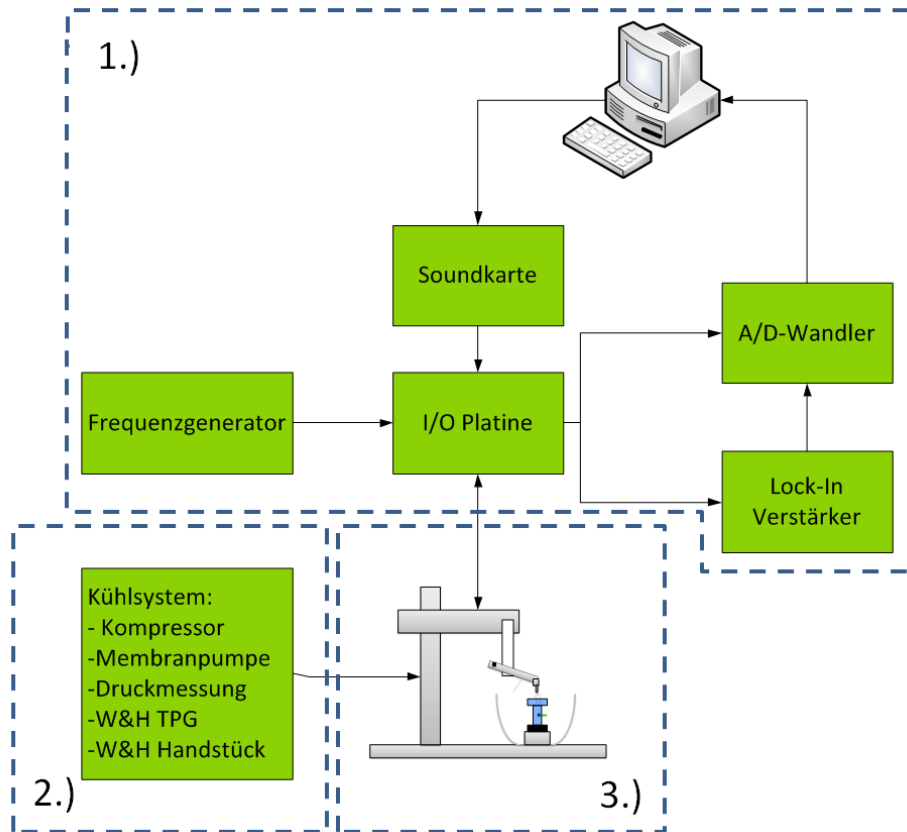 1.)
Soundkarte
A/D-Wandler
Frequenzgenerator
I/O Platine
Lock-In
Verstärker
Kühlsystem:
- Kompressor
-Membranpumpe
-Druckmessung
-W&H TPG
-W&H Handstück
2.)
3.)